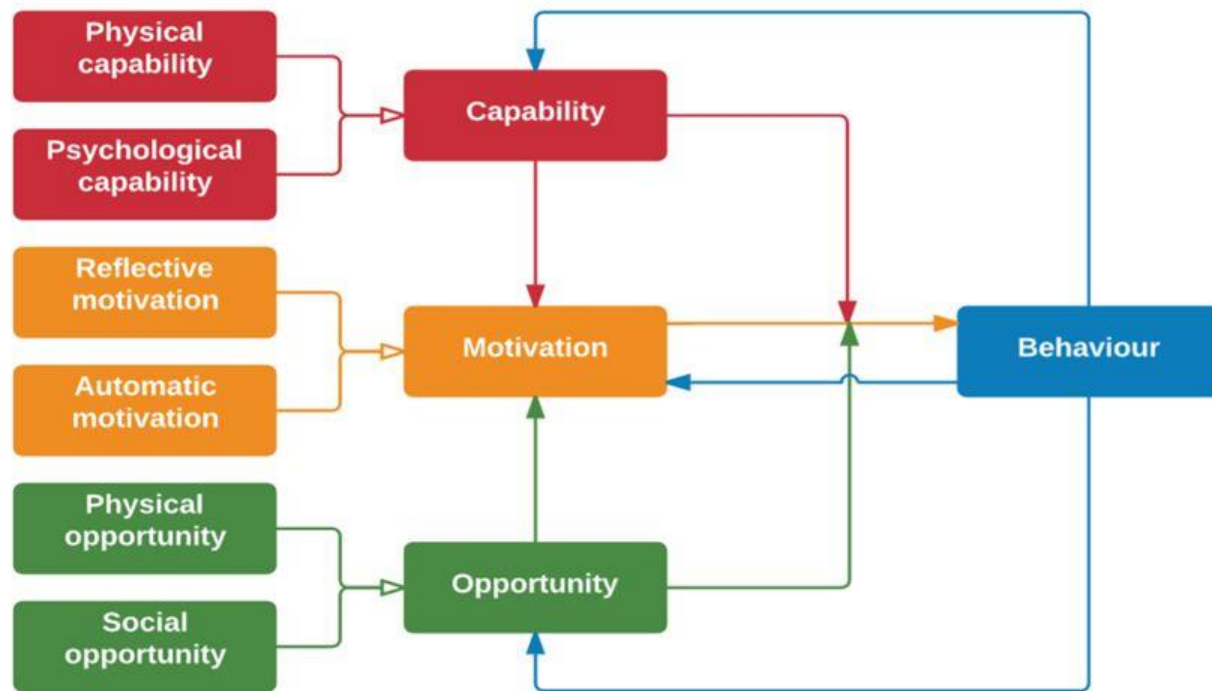 Physical
capability
Psychological
capability
Reflective
motivation
Automatic
motivation
Physical
opportunity
Social
opportunity
Capability
Motivation
Opportunity
Behaviour